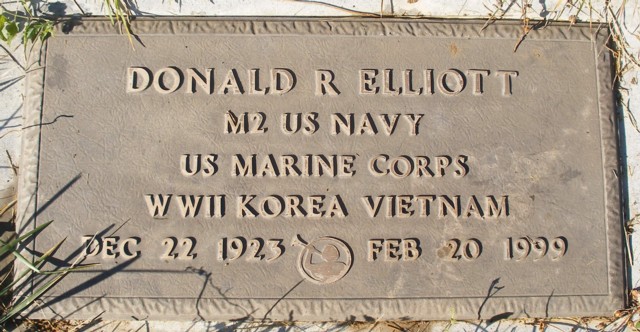 DONALD R ELLIOTT
M2 US NAVY
US MARINE CORPS
WWII KOREA VIETNAM
DEC 22 1923 FEB 20 1999